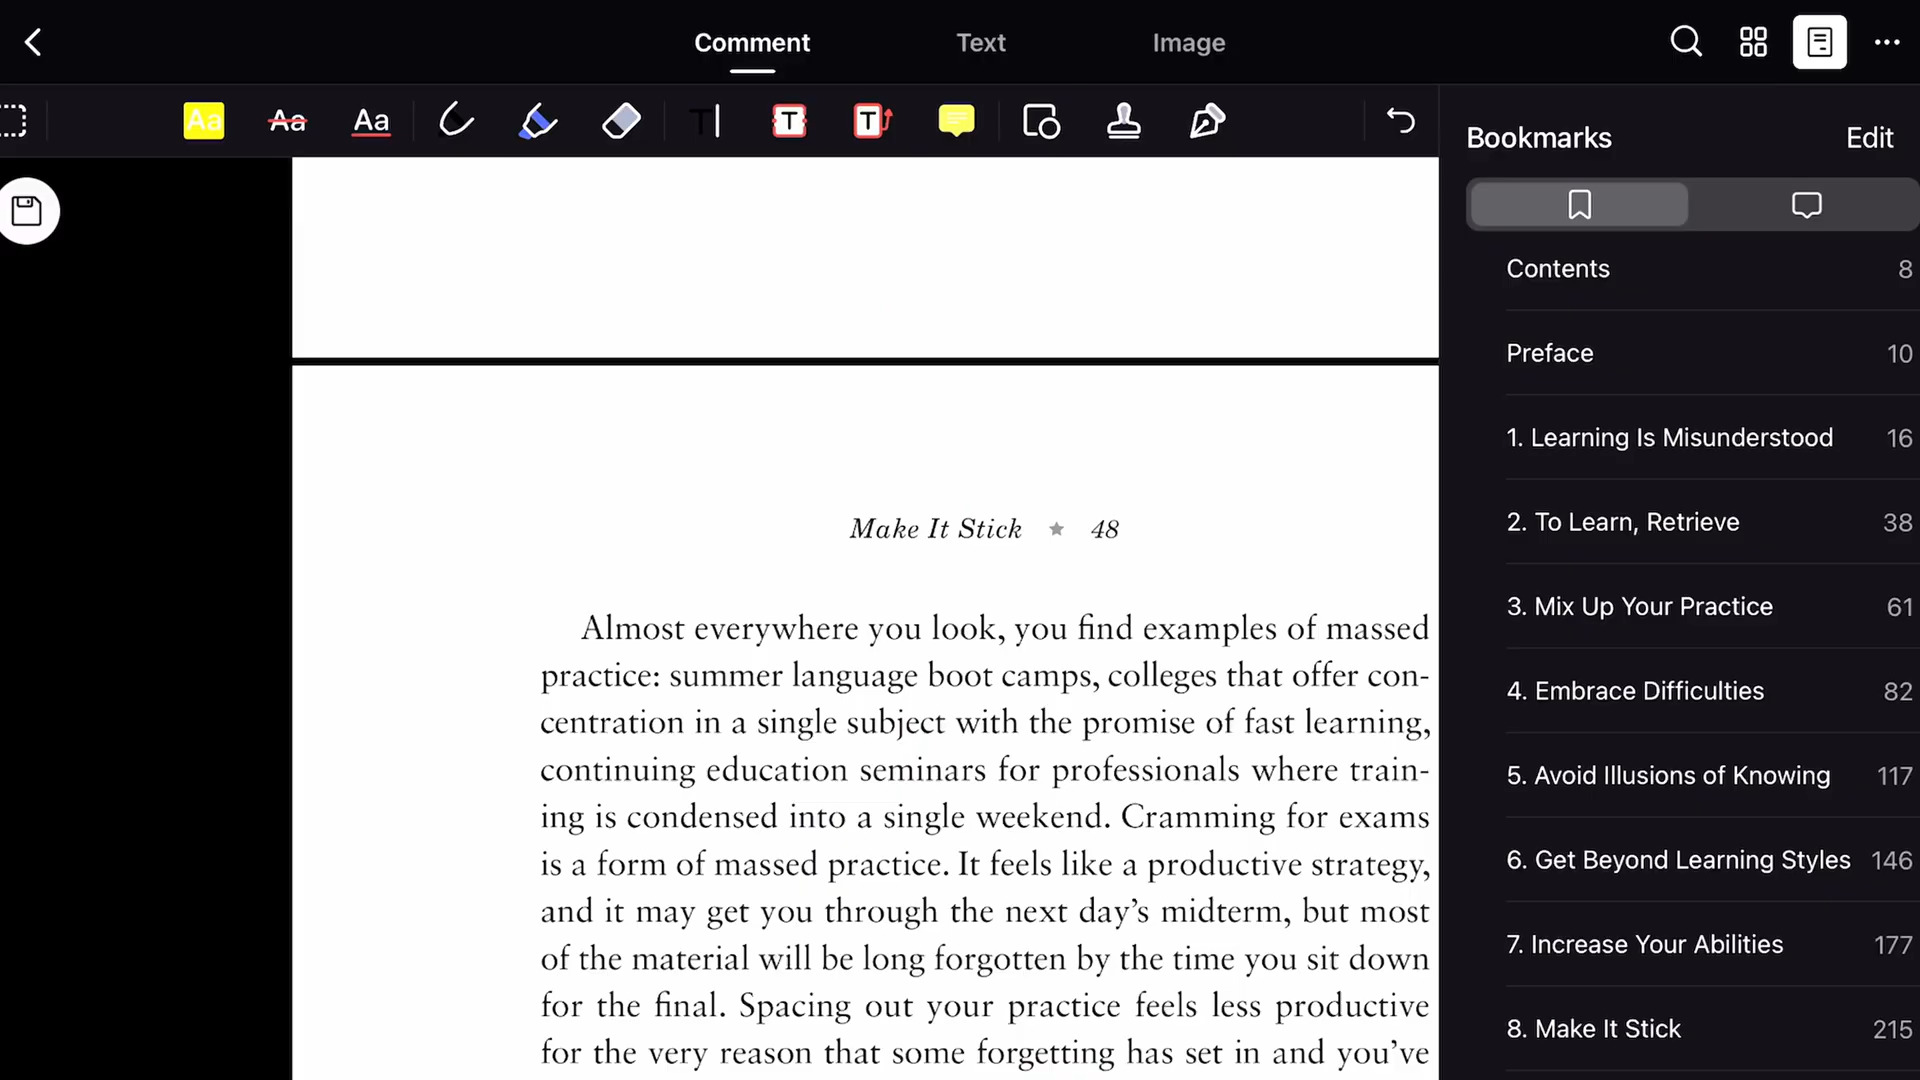 Comment
Text
Image
Aa
Aa
Aa
T
T
T
Bookmarks
Edit
Contents 8
Preface 10
1. Learning Is Misunderstood 16
2. To Learn, Retrieve 38
3. Mix Up Your Practice 61
4. Embrace Difficulties 82
5. Avoid Illusions of Knowing 117
6. Get Beyond Learning Styles 146
7. Increase Your Abilities 177
8. Make It Stick 215
Make It Stick ★ 48
Almost everywhere you look, you find examples of massed
practice: summer language boot camps, colleges that offer con-
centration in a single subject with the promise of fast learning,
continuing education seminars for professionals where train-
ing is condensed into a single weekend. Cramming for exams
is a form of massed practice. It feels like a productive strategy,
and it may get you through the next day’s midterm, but most
of the material will be long forgotten by the time you sit down
for the final. Spacing out your practice feels less productive
for the very reason that some forgetting has set in and you’ve